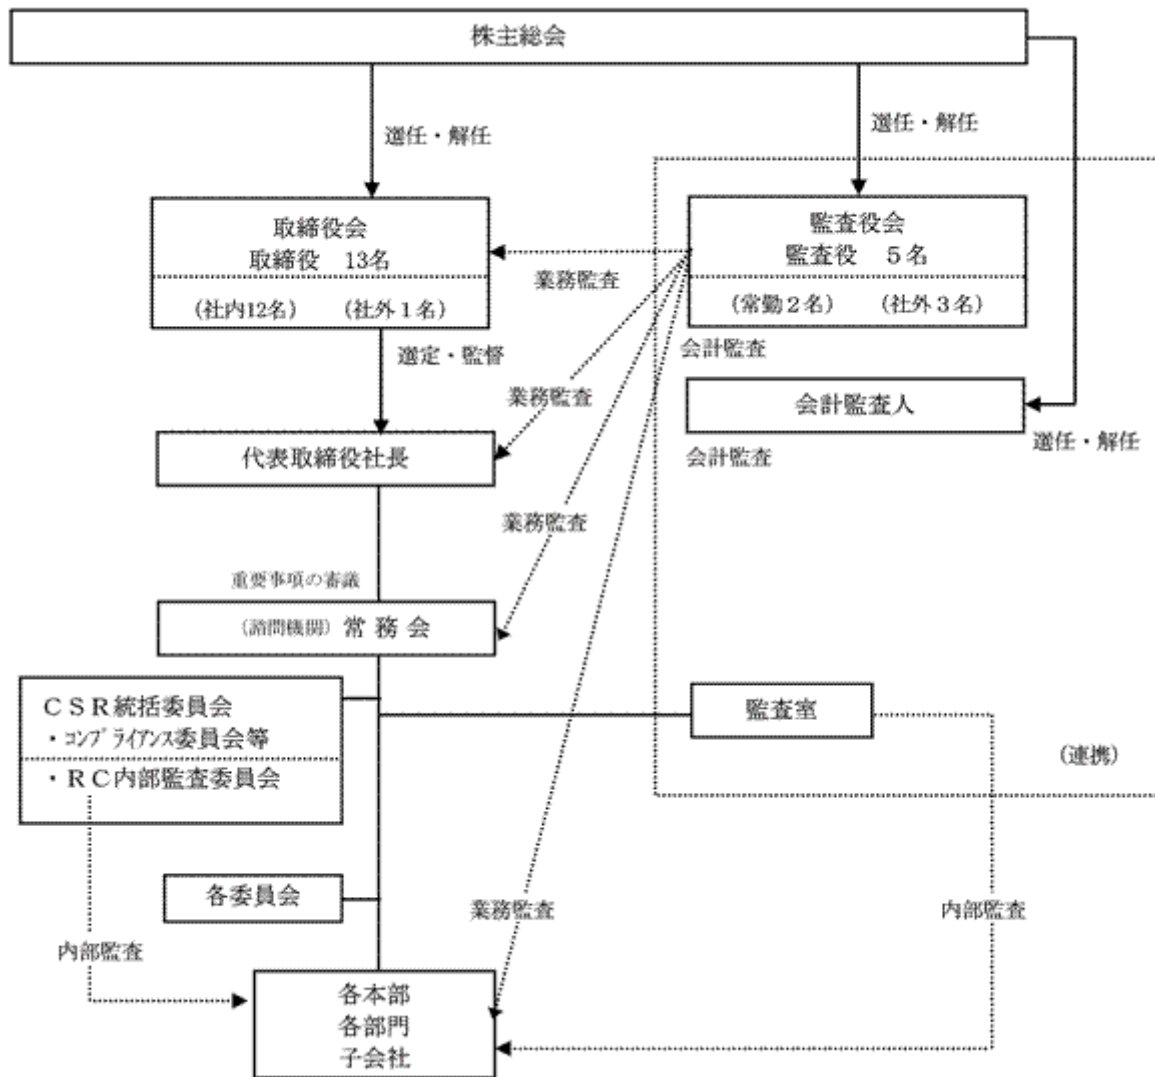 株主総会
選任・解任
選任・解任
取締役会
取締役 13名
(社内12名) (社外1名)
監査役会
監査役 5名
(常勤2名) (社外3名)
業務監査
会計監査
選定・監督
業務監査
会計監査人
選任・解任
会計監査
代表取締役社長
業務監査
重要事項の審議
(諮問機関) 常務会
CSR統括委員会
・コンプライアンス委員会等
・RC内部監査委員会
監査室
(連携)
各委員会
業務監査
内部監査
内部監査
各本部
各部門
子会社